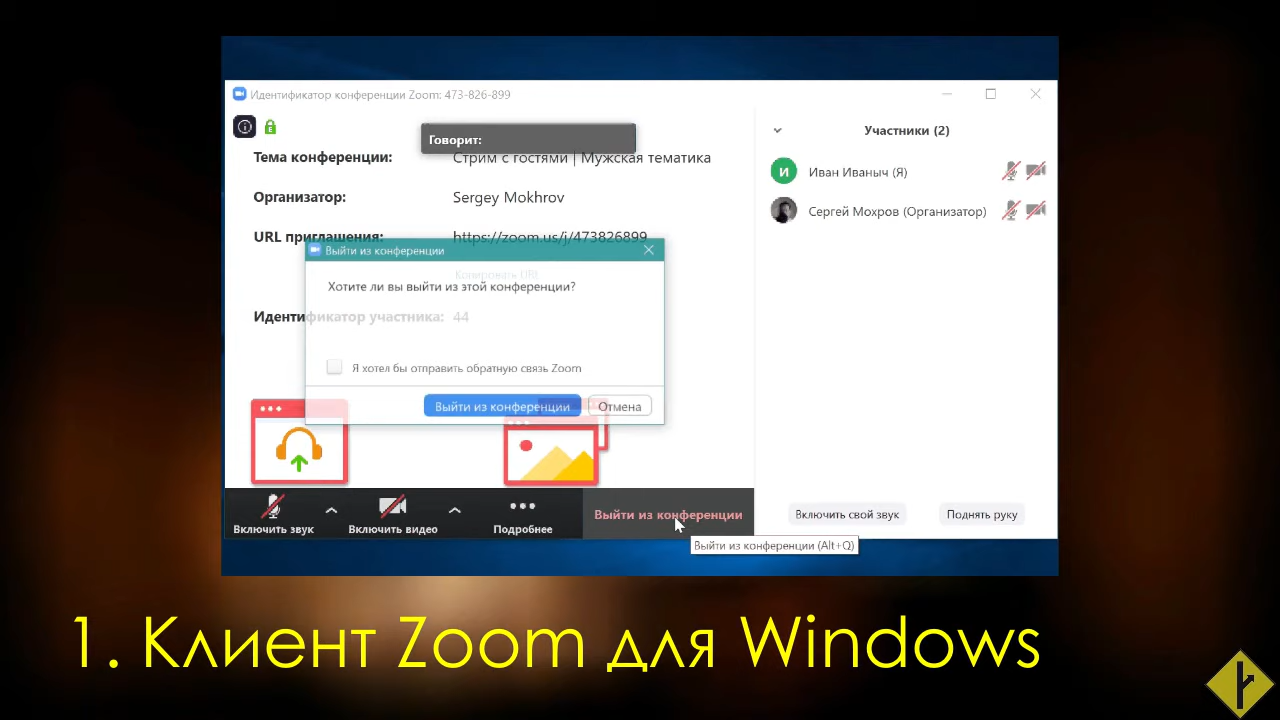 Идентификатор конференции Zoom: 473-826-899
Говорит:
Тема конференции: Стрим с гостями | Мужская тематика
Организатор: Sergey Mokhrov
URL приглашения: https://zoom.us/j/473826899
Выйти из конференции
Копировать URL
Хотите ли вы выйти из этой конференции?
Идентификатор участника: 44
Я хотел бы отправить обратную связь Zoom
Выйти из конференции Отмена
Участники (2)
И Иван Иваныч (Я)
Сергей Мохров (Организатор)
Включить звук Включить видео Подробнее Выйти из конференции
Включить свой звук Поднять руку
Выйти из конференции (Alt+Q)
1. Клиент Zoom для Windows